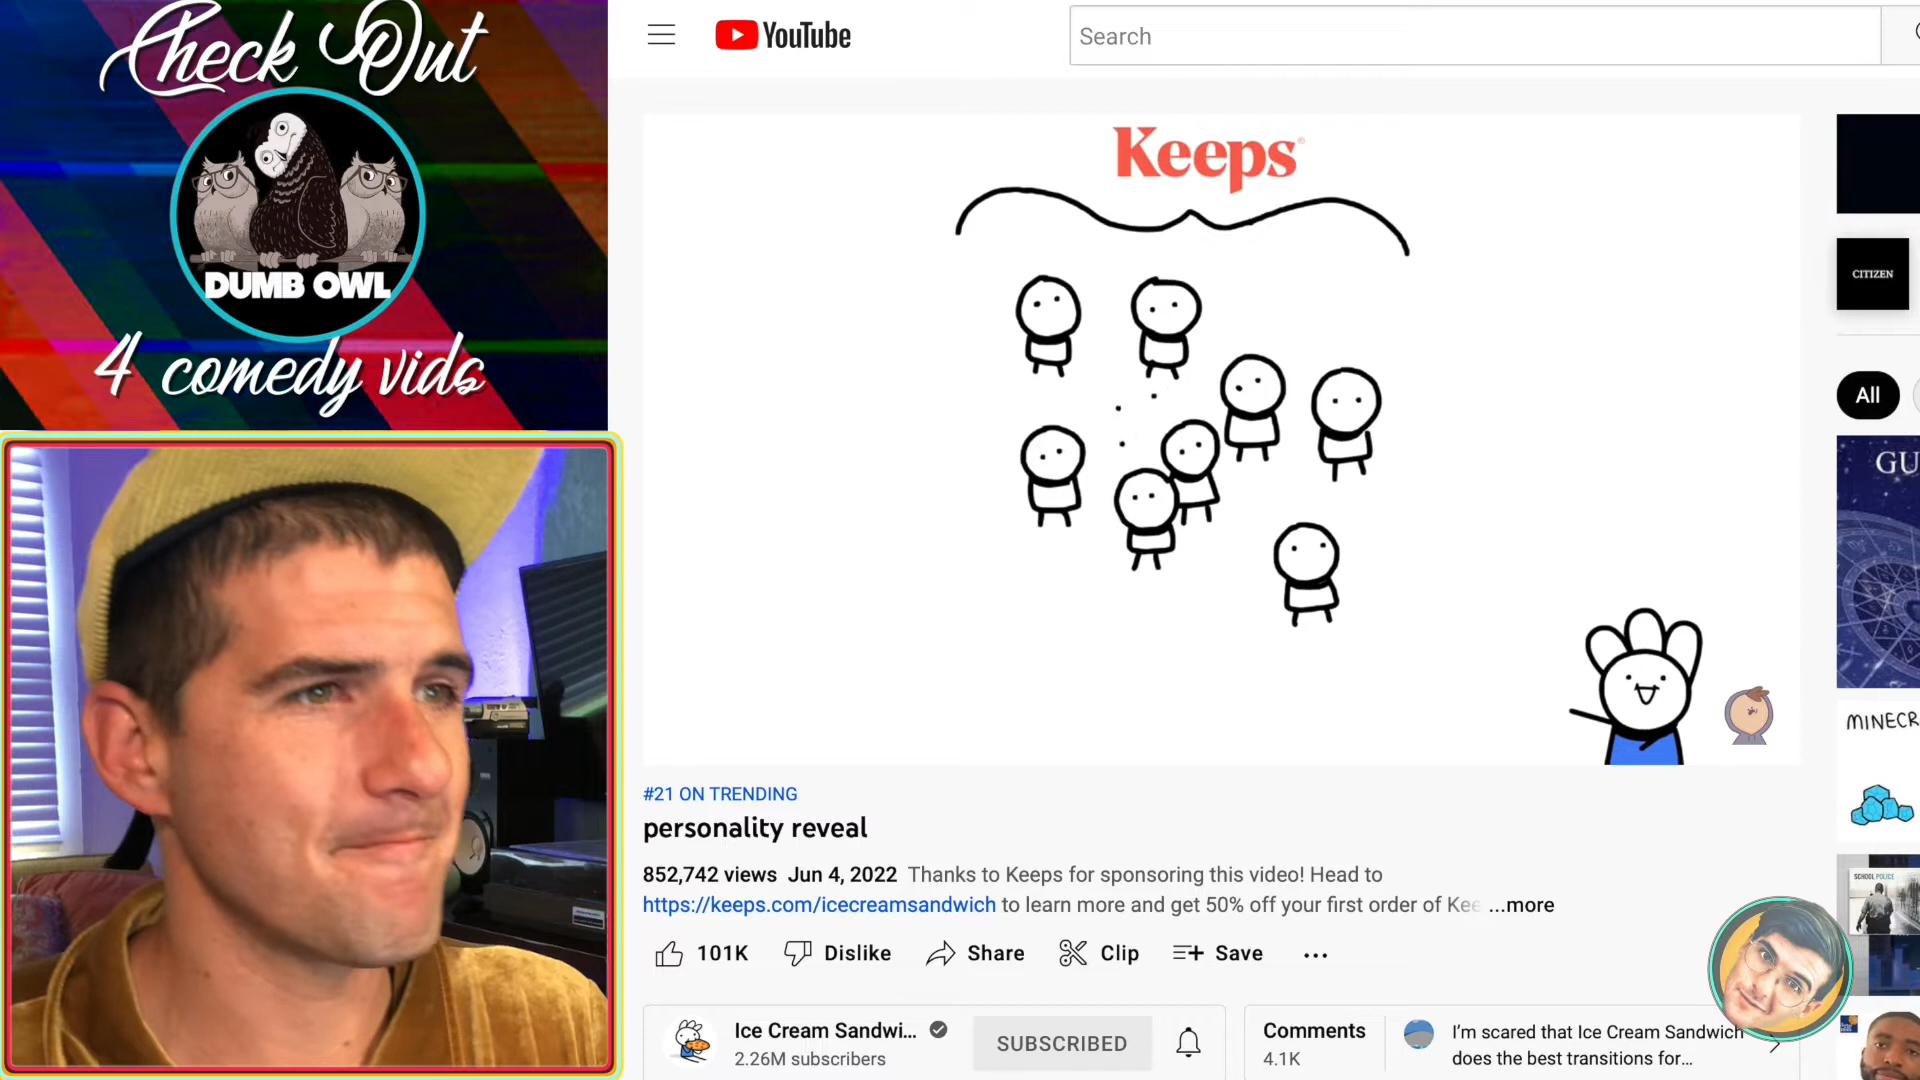 Check Out
DUMB OWL
4 comedy vids
YouTube
Search
Keeps
CITIZEN
All
GU
MINECR
SCHOOL POLICE
#21 ON TRENDING
personality reveal
852,742 views Jun 4, 2022 Thanks to Keeps for sponsoring this video! Head to
https://keeps.com/icecreamsandwich to learn more and get 50% off your first order of Kee ...more
101K Dislike Share Clip Save ...
Ice Cream Sandwi...
2.26M subscribers
SUBSCRIBED
Comments
4.1K
I'm scared that Ice Cream Sandwich
does the best transitions for...